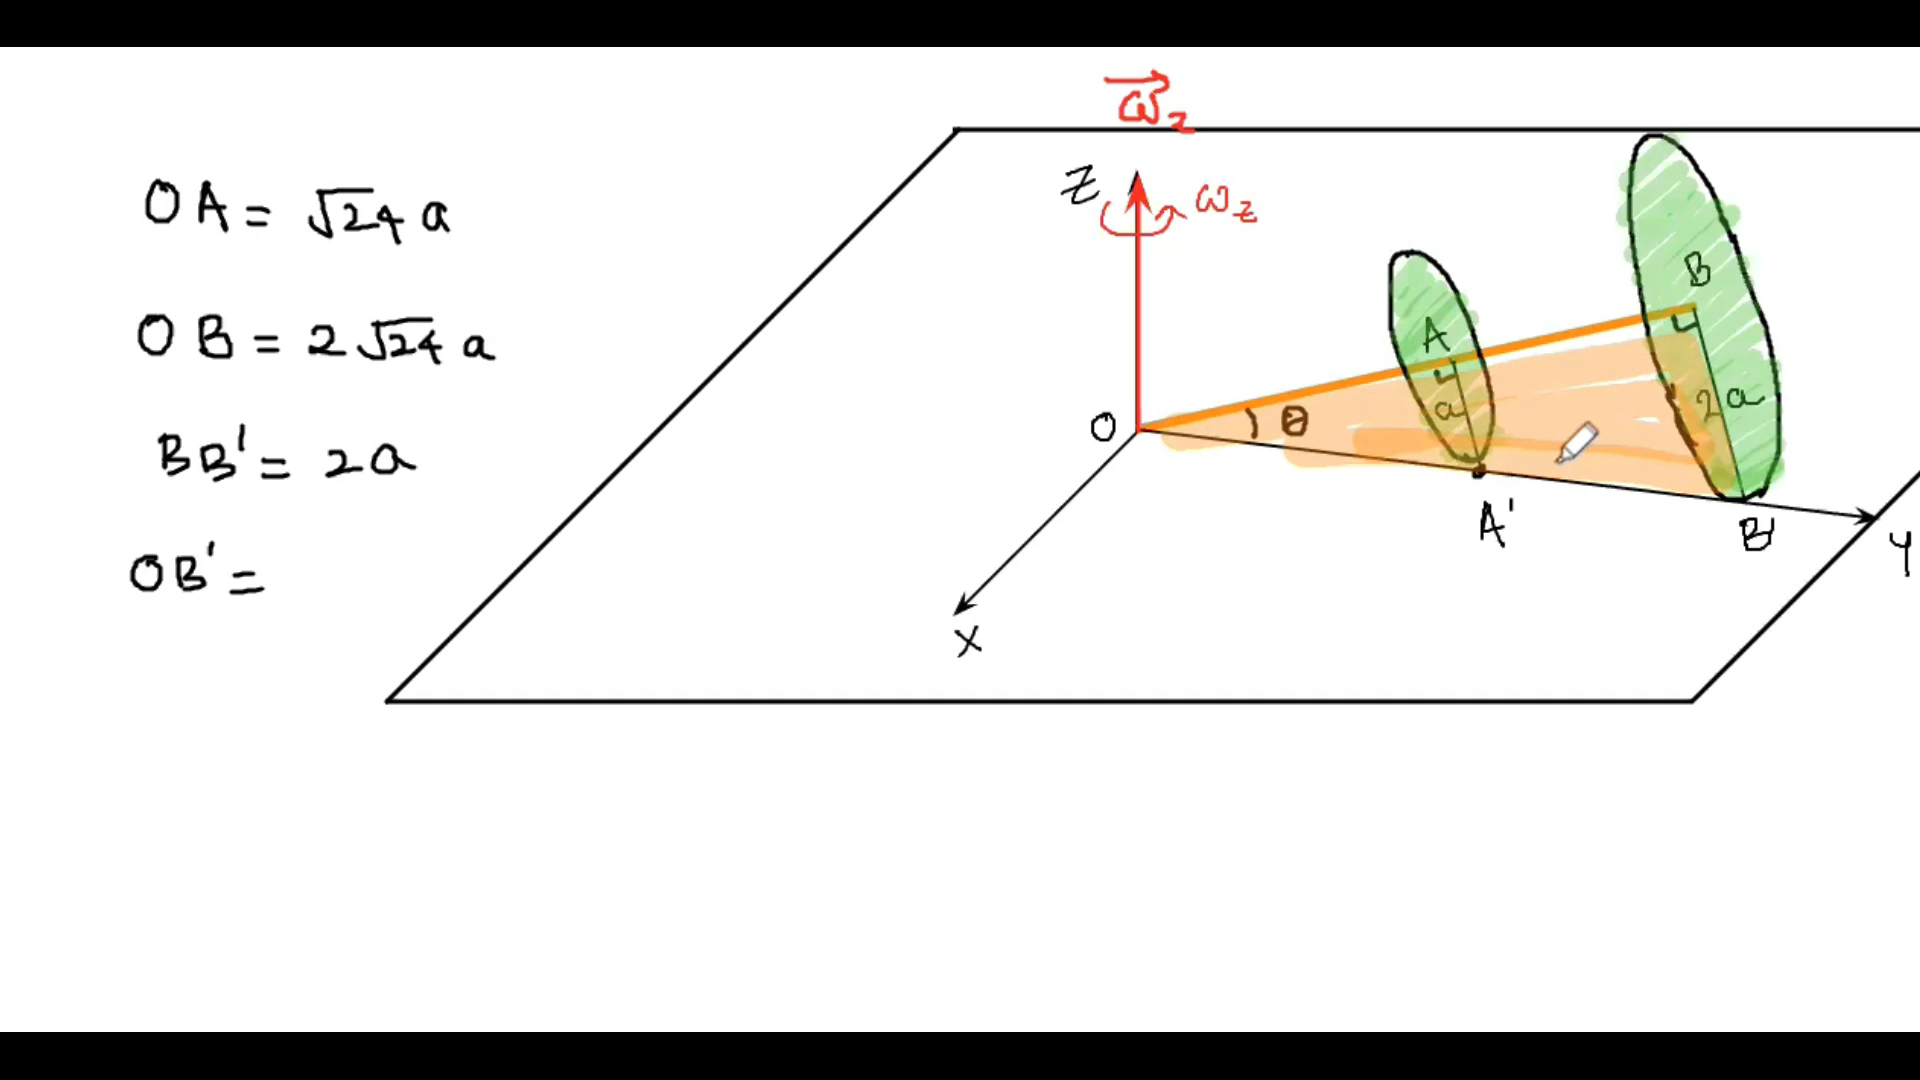 OA = √24 a
OB = 2√24 a
BB' = 2a
OB' =
ω⃗z
Z
ωz
B
A
2a
a
O
θ
A'
B'
Y
X